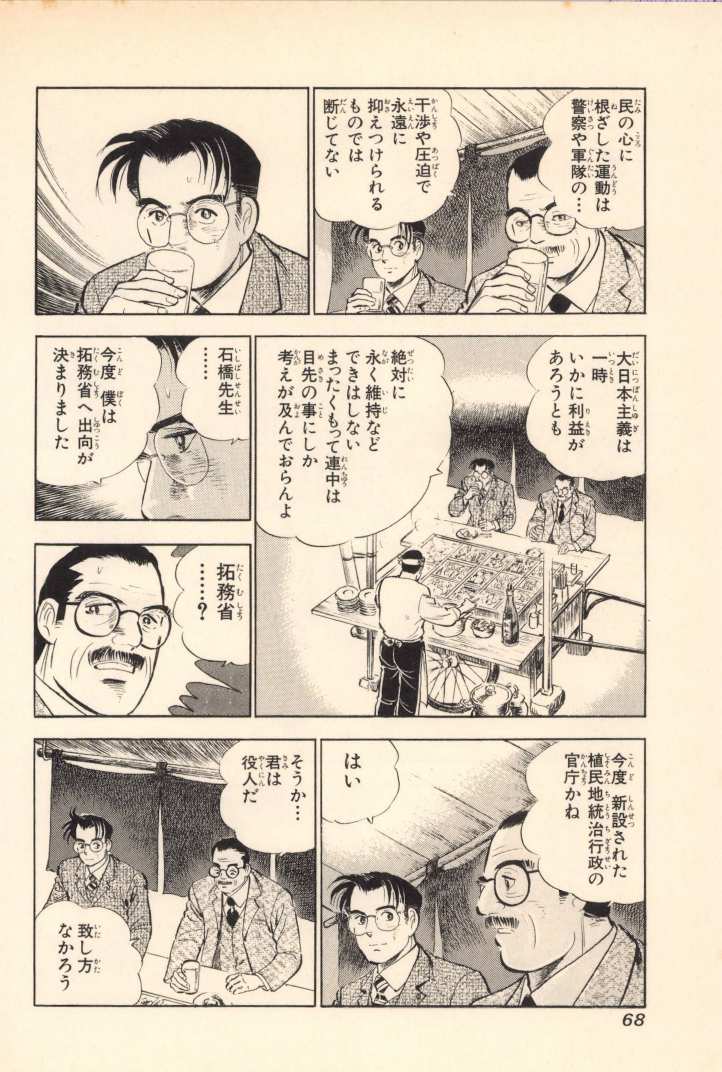 民の心に
根ざした運動は
警察や軍隊の…
干渉や圧迫で
永遠に
抑えつけられる
ものでは
断じてない
大日本主義は
一時
いかに利益が
あろうとも
絶対に
永く維持など
できはしない
まったくもって連中は
目先の事にしか
考えが及んでおらんよ
石橋先生
……
今度 僕は
拓務省へ出向が
決まりました
拓務省
……?
今度 新設された
植民地統治行政の
官庁かね
はい
そうか…
君は
役人だ
致し方
なかろう
68